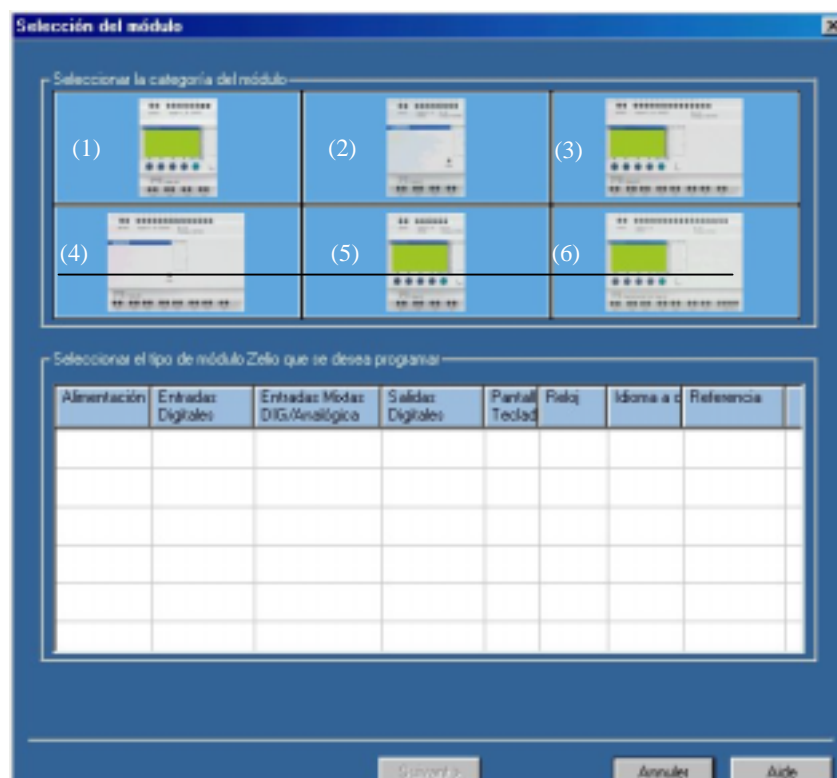 Selección del módulo
Seleccionar la categoría del módulo
(1) (2) (3)
(4) (5) (6)
Seleccionar el tipo de módulo Zelio que se desea programar
Alimentación Entradas Entradas Mixtas Salidas Pantall Reloj Idioma a d Referencia
Digitales DIG/Analógica Digitales Teclad
Annuler Aide